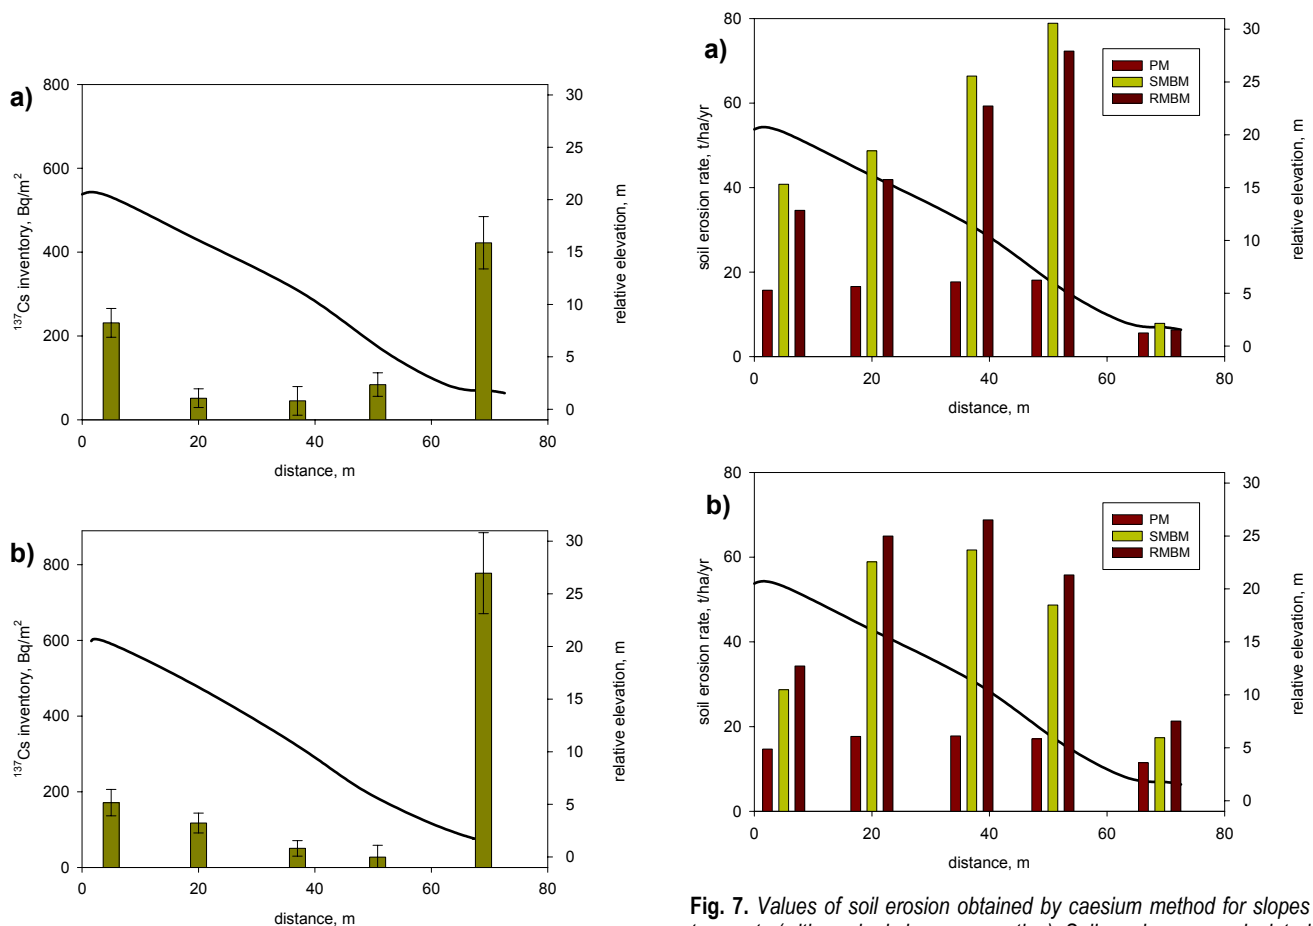 a)
800
600
400
200
0
30
25
20
15
10
5
0
137Cs inventory, Bq/m²
relative elevation, m
0 20 40 60 80
distance, m
b)
800
600
400
200
0
30
25
20
15
10
5
0
137Cs inventory, Bq/m²
relative elevation, m
0 20 40 60 80
distance, m
a)
80
60
40
20
0
PM
SMBM
RMBM
30
25
20
15
10
5
0
soil erosion rate, t/ha/yr
relative elevation, m
0 20 40 60 80
distance, m
b)
80
60
40
20
0
PM
SMBM
RMBM
30
25
20
15
10
5
0
soil erosion rate, t/ha/yr
relative elevation, m
0 20 40 60 80
distance, m
Fig. 7. Values of soil erosion obtained by caesium method for slopes